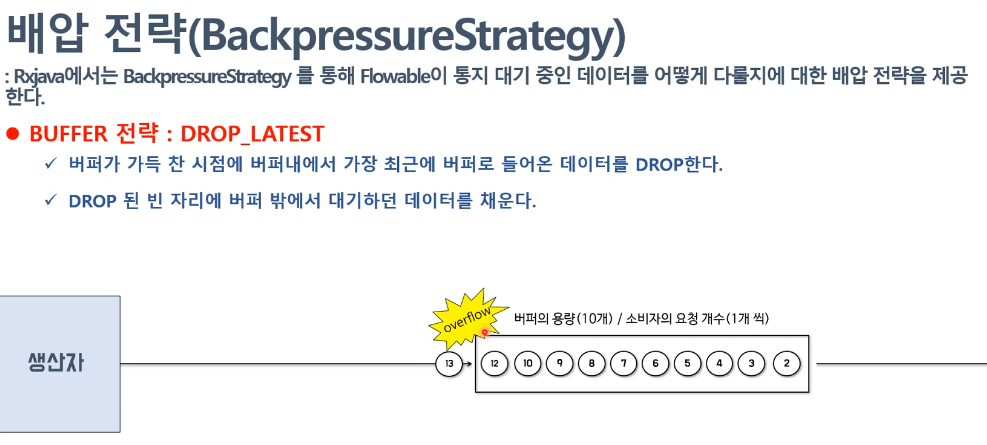 배압 전략(BackpressureStrategy)
: Rxjava에서는 BackpressureStrategy 를 통해 Flowable이 통지 대기 중인 데이터를 어떻게 다룰지에 대한 배압 전략을 제공
한다.
● BUFFER 전략 : DROP_LATEST
✓ 버퍼가 가득 찬 시점에 버퍼내에서 가장 최근에 버퍼로 들어온 데이터를 DROP한다.
✓ DROP 된 빈 자리에 버퍼 밖에서 대기하던 데이터를 채운다.
overflow
버퍼의 용량(10개) / 소비자의 요청 개수(1개 씩)
생산자
13 12 10 9 8 7 6 5 4 3 2